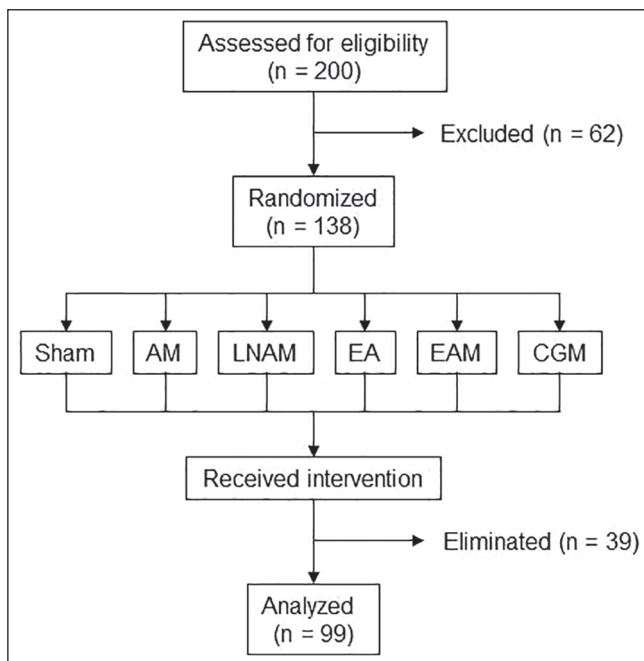 Assessed for eligibility
(n = 200)
Excluded (n = 62)
Randomized
(n = 138)
Sham AM LNAM EA EAM CGM
Received intervention
Eliminated (n = 39)
Analyzed
(n = 99)